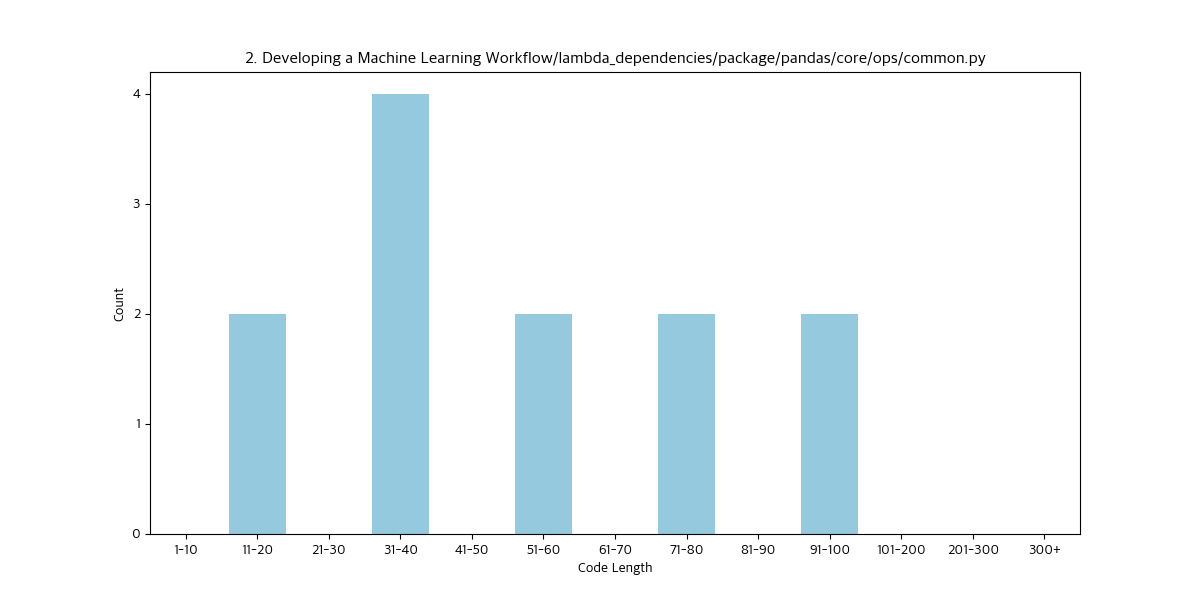 2. Developing a Machine Learning Workflow/lambda_dependencies/package/pandas/core/ops/common.py
4
3
2
1
0
Count
1-10 11-20 21-30 31-40 41-50 51-60 61-70 71-80 81-90 91-100 101-200 201-300 300+
Code Length